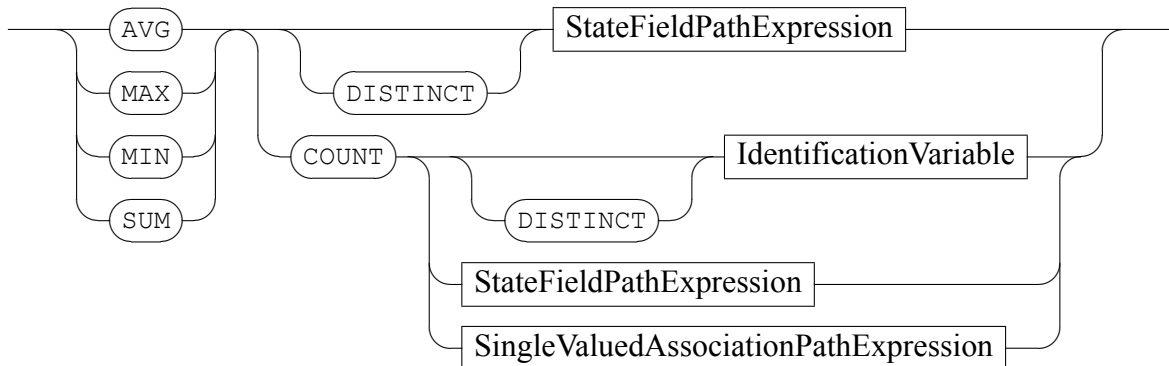 AVG StateFieldPathExpression
MAX DISTINCT
MIN COUNT IdentificationVariable
SUM DISTINCT
StateFieldPathExpression
SingleValuedAssociationPathExpression